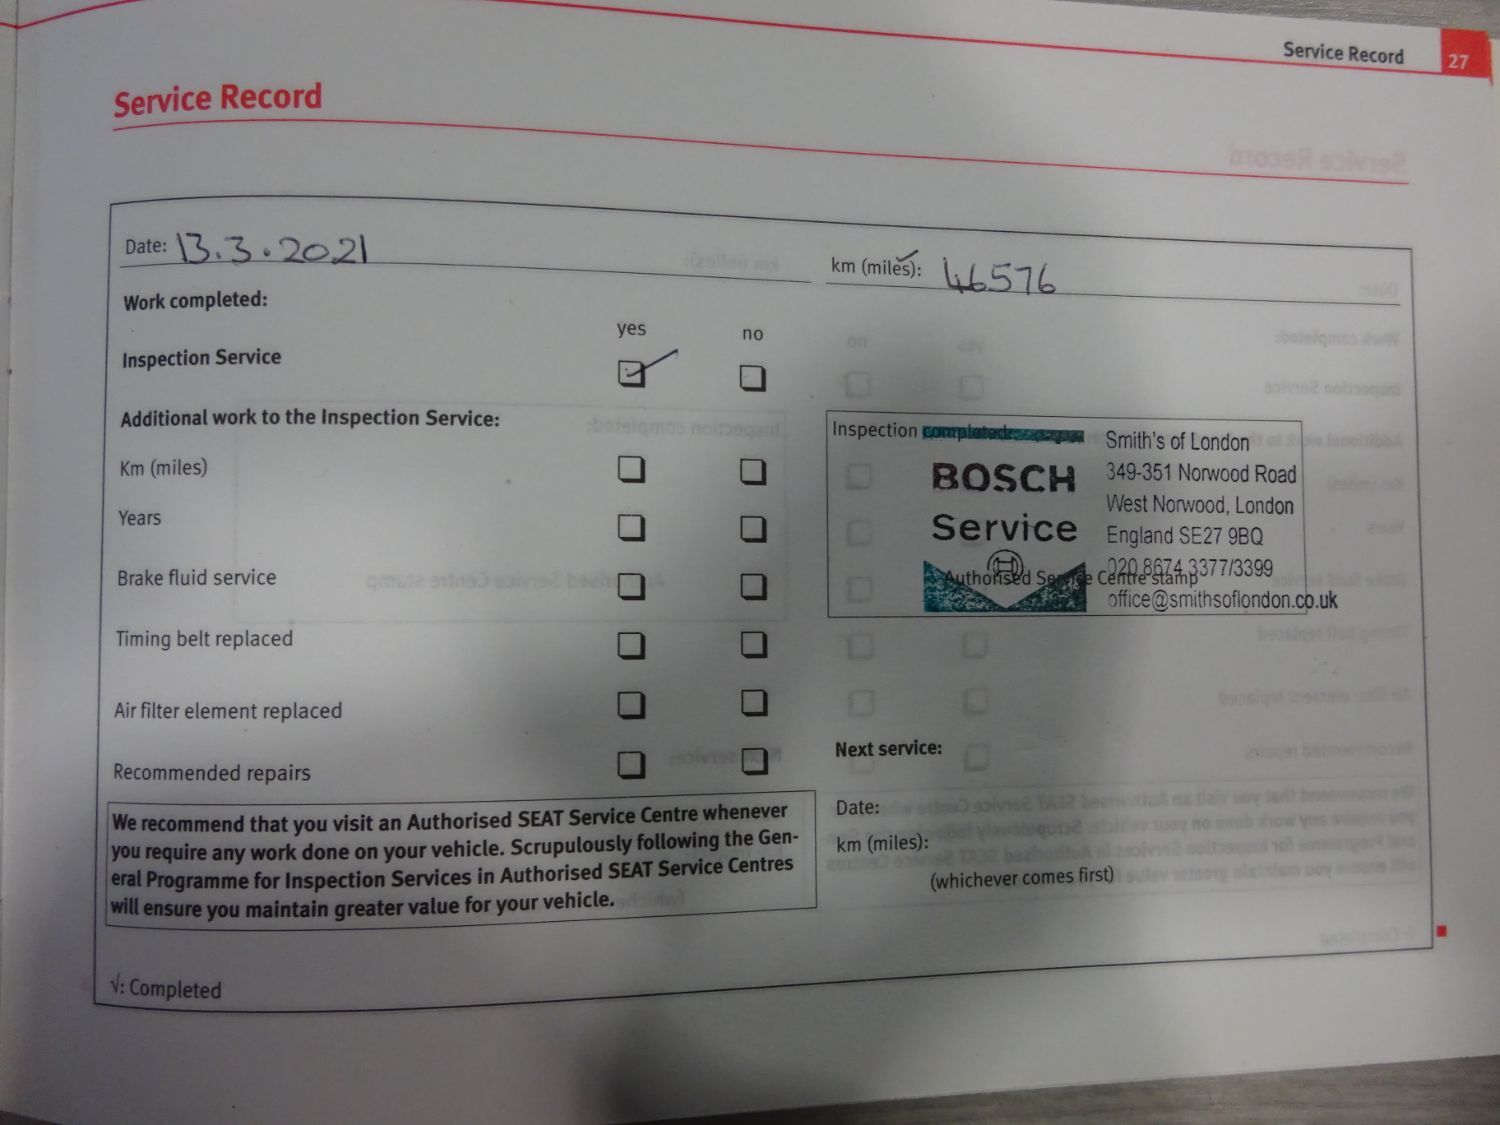 Service Record 27
Service Record
Date: 13.3.2021
km (miles): 46576
Work completed:
yes no
Inspection Service
Additional work to the Inspection Service:
Km (miles)
Years
Brake fluid service
Timing belt replaced
Air filter element replaced
Recommended repairs
Inspection completed:
BOSCH
Service
Smith's of London
349-351 Norwood Road
West Norwood, London
England SE27 9BQ
020 8674 3377/3399
office@smithsoflondon.co.uk
Authorised Service Centre stamp
Next service:
Date:
km (miles):
(whichever comes first)
We recommend that you visit an Authorised SEAT Service Centre whenever
you require any work done on your vehicle. Scrupulously following the Gen-
eral Programme for Inspection Services in Authorised SEAT Service Centres
will ensure you maintain greater value for your vehicle.
√: Completed